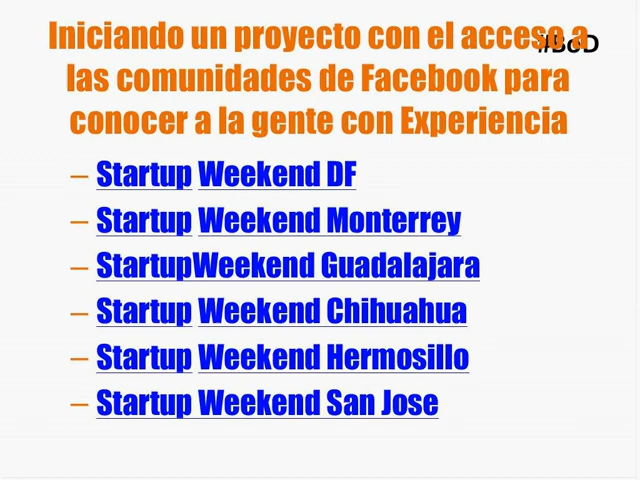 Iniciando un proyecto con el acceso a
#BoD
las comunidades de Facebook para
conocer a la gente con Experiencia
– Startup Weekend DF
– Startup Weekend Monterrey
– StartupWeekend Guadalajara
– Startup Weekend Chihuahua
– Startup Weekend Hermosillo
– Startup Weekend San Jose